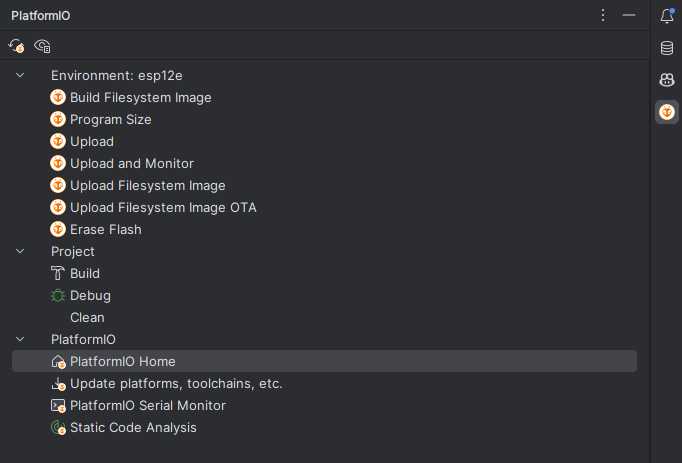 PlatformIO
Environment: esp12e
Build Filesystem Image
Program Size
Upload
Upload and Monitor
Upload Filesystem Image
Upload Filesystem Image OTA
Erase Flash
Project
Build
Debug
Clean
PlatformIO
PlatformIO Home
Update platforms, toolchains, etc.
PlatformIO Serial Monitor
Static Code Analysis